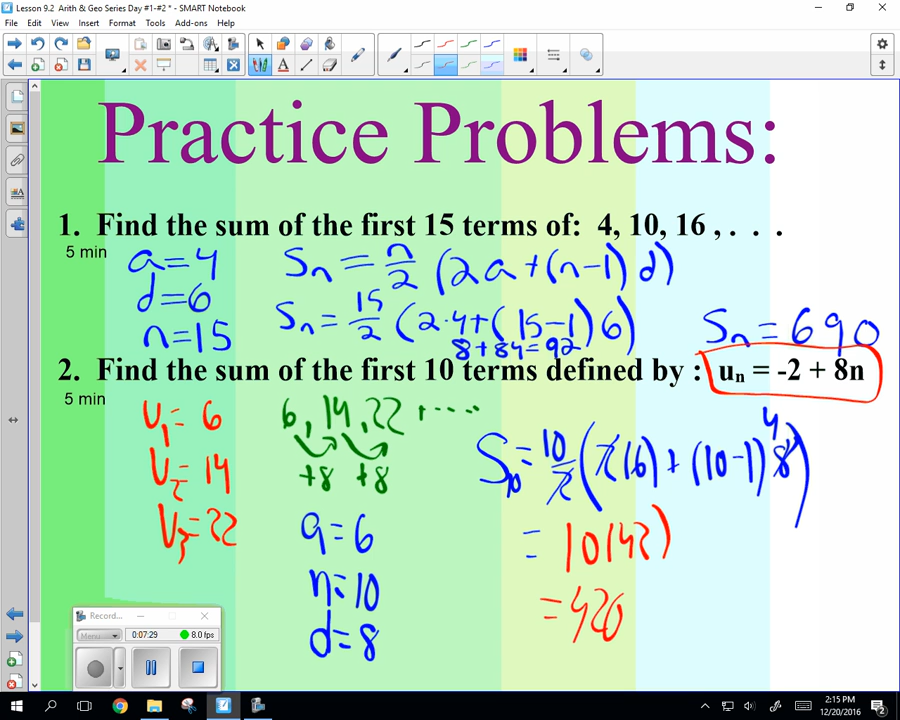 Lesson 9.2 Arith & Geo Series Day #1-#2 * - SMART Notebook
File Edit View Insert Format Tools Add-ons Help
Practice Problems:
1. Find the sum of the first 15 terms of: 4, 10, 16 , . . .
5 min
a=4
d=6
n=15
Sn = n/2 (2a+(n-1)d)
Sn = 15/2 (2·4+(15-1)6)
8+84=92
Sn=690
2. Find the sum of the first 10 terms defined by : un = -2 + 8n
5 min
U1= 6
U2= 14
U3=22
6, 14, 22 + ....
+8 +8
a=6
n=10
d=8
S10=10/2 (2(6)+(10-1)8)
4
= 10(42)
=420
Record...
Menu
0:07:29
8.0 fps
2:15 PM
12/20/2016
2